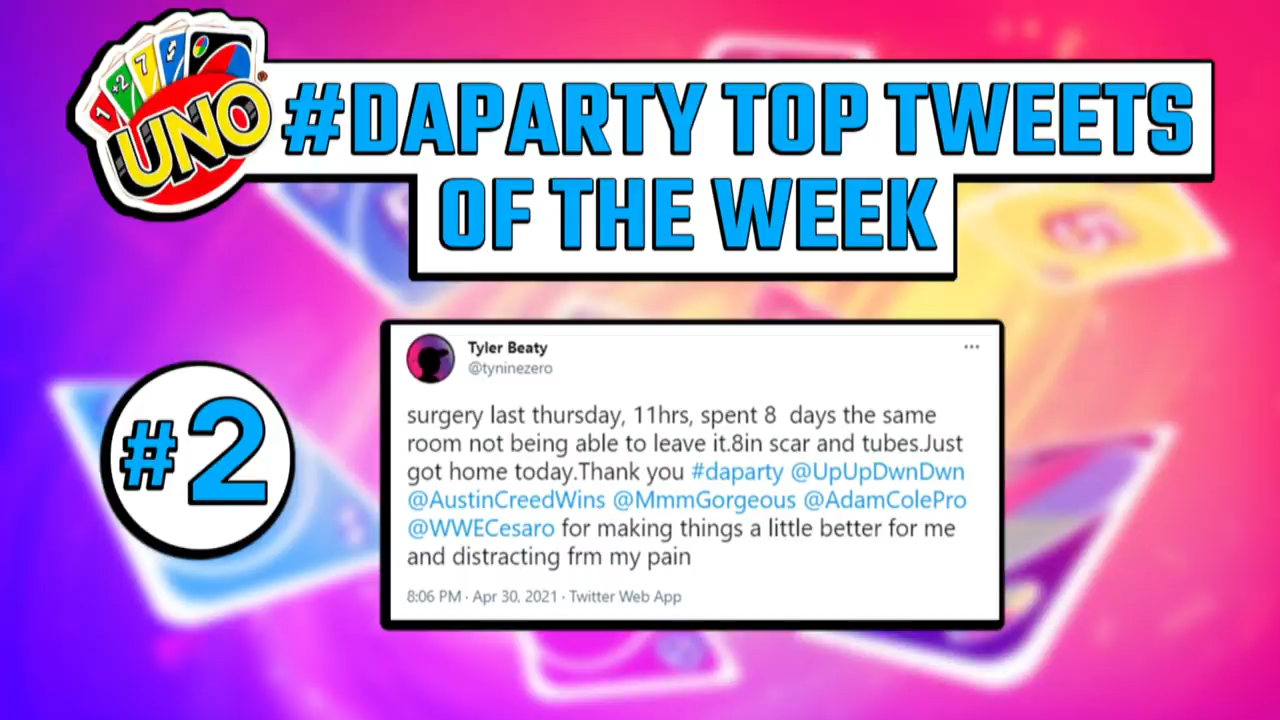 UNO
#DAPARTY TOP TWEETS
OF THE WEEK
#2
Tyler Beaty
@tyninezero
surgery last thursday, 11hrs, spent 8  days the same
room not being able to leave it.8in scar and tubes.Just
got home today.Thank you #daparty @UpUpDwnDwn
@AustinCreedWins @MmmGorgeous @AdamColePro
@WWECesaro for making things a little better for me
and distracting frm my pain
8:06 PM · Apr 30, 2021 · Twitter Web App